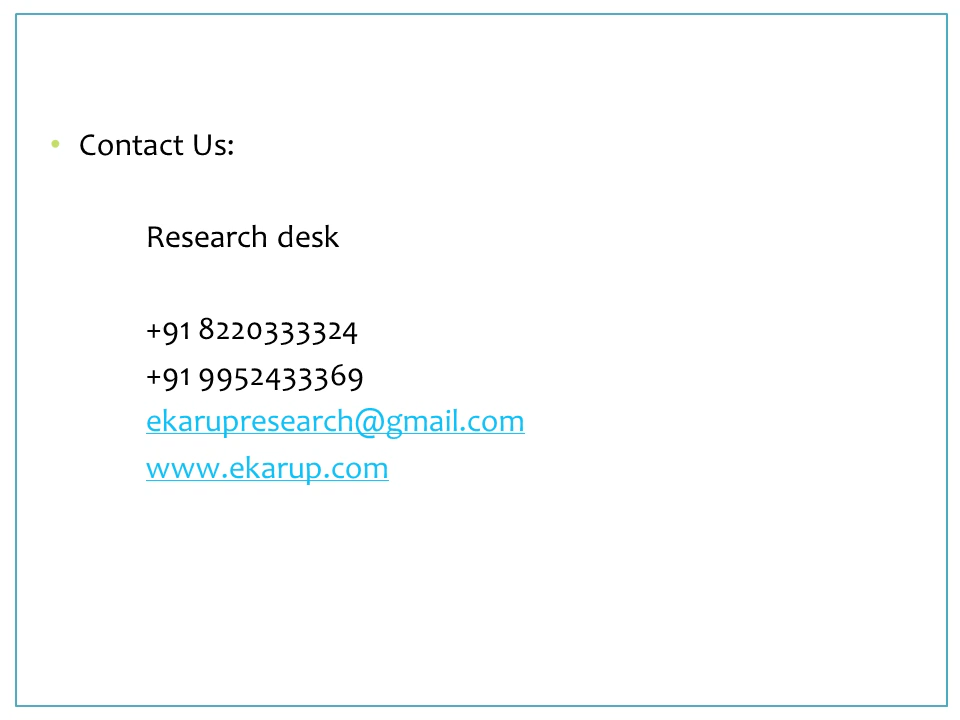 • Contact Us:
Research desk
+91 8220333324
+91 9952433369
ekarupresearch@gmail.com
www.ekarup.com